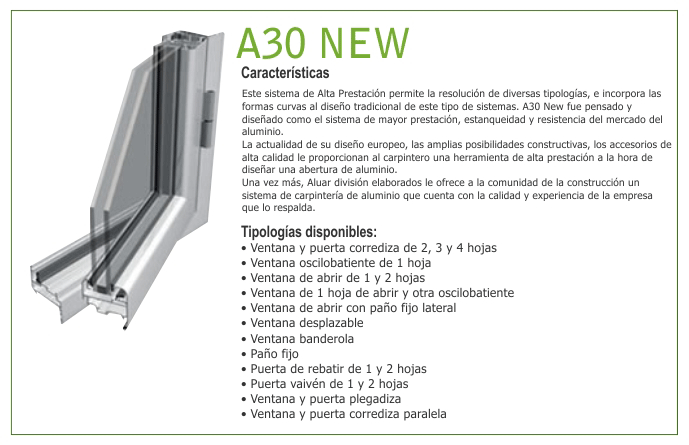 A30 NEW
Características
Este sistema de Alta Prestación permite la resolución de diversas tipologías, e incorpora las
formas curvas al diseño tradicional de este tipo de sistemas. A30 New fue pensado y
diseñado como el sistema de mayor prestación, estanqueidad y resistencia del mercado del
aluminio.
La actualidad de su diseño europeo, las amplias posibilidades constructivas, los accesorios de
alta calidad le proporcionan al carpintero una herramienta de alta prestación a la hora de
diseñar una abertura de aluminio.
Una vez más, Aluar división elaborados le ofrece a la comunidad de la construcción un
sistema de carpintería de aluminio que cuenta con la calidad y experiencia de la empresa
que lo respalda.
Tipologías disponibles:
• Ventana y puerta corrediza de 2, 3 y 4 hojas
• Ventana oscilobatiente de 1 hoja
• Ventana de abrir de 1 y 2 hojas
• Ventana de 1 hoja de abrir y otra oscilobatiente
• Ventana de abrir con paño fijo lateral
• Ventana desplazable
• Ventana banderola
• Paño fijo
• Puerta de rebatir de 1 y 2 hojas
• Puerta vaivén de 1 y 2 hojas
• Ventana y puerta plegadiza
• Ventana y puerta corrediza paralela